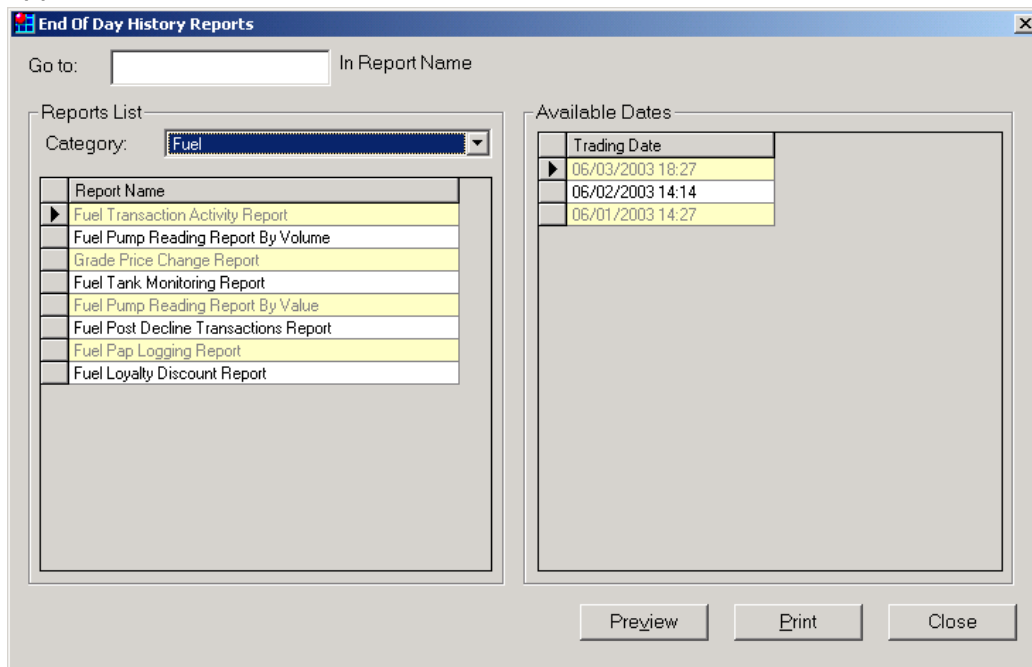 End Of Day History Reports
Go to: In Report Name
Reports List
Category: Fuel
Report Name
Fuel Transaction Activity Report
Fuel Pump Reading Report By Volume
Grade Price Change Report
Fuel Tank Monitoring Report
Fuel Pump Reading Report By Value
Fuel Post Decline Transactions Report
Fuel Pap Logging Report
Fuel Loyalty Discount Report
Available Dates
Trading Date
06/03/2003 18:27
06/02/2003 14:14
06/01/2003 14:27
Preview Print Close